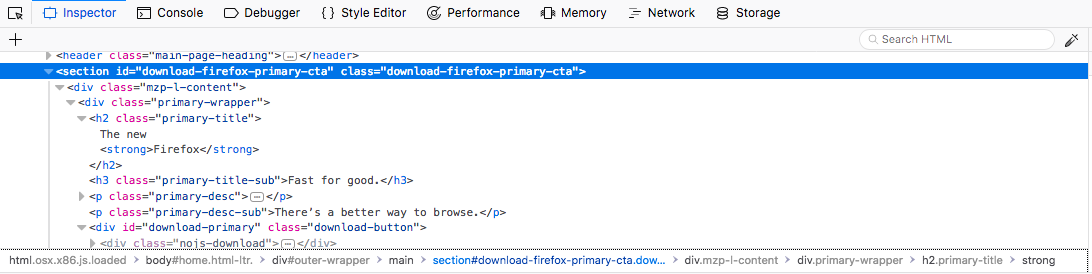 Inspector Console Debugger Style Editor Performance Memory Network Storage
+ Search HTML
<header class="main-page-heading">…</header>
<section id="download-firefox-primary-cta" class="download-firefox-primary-cta">
<div class="mzp-l-content">
<div class="primary-wrapper">
<h2 class="primary-title">
The new
<strong>Firefox</strong>
</h2>
<h3 class="primary-title-sub">Fast for good.</h3>
<p class="primary-desc">…</p>
<p class="primary-desc-sub">There’s a better way to browse.</p>
<div id="download-primary" class="download-button">
<div class="nojs-download">…</div>
html.osx.x86.js.loaded > body#home.html-ltr. > div#outer-wrapper > main > section#download-firefox-primary-cta.dow… > div.mzp-l-content > div.primary-wrapper > h2.primary-title > strong